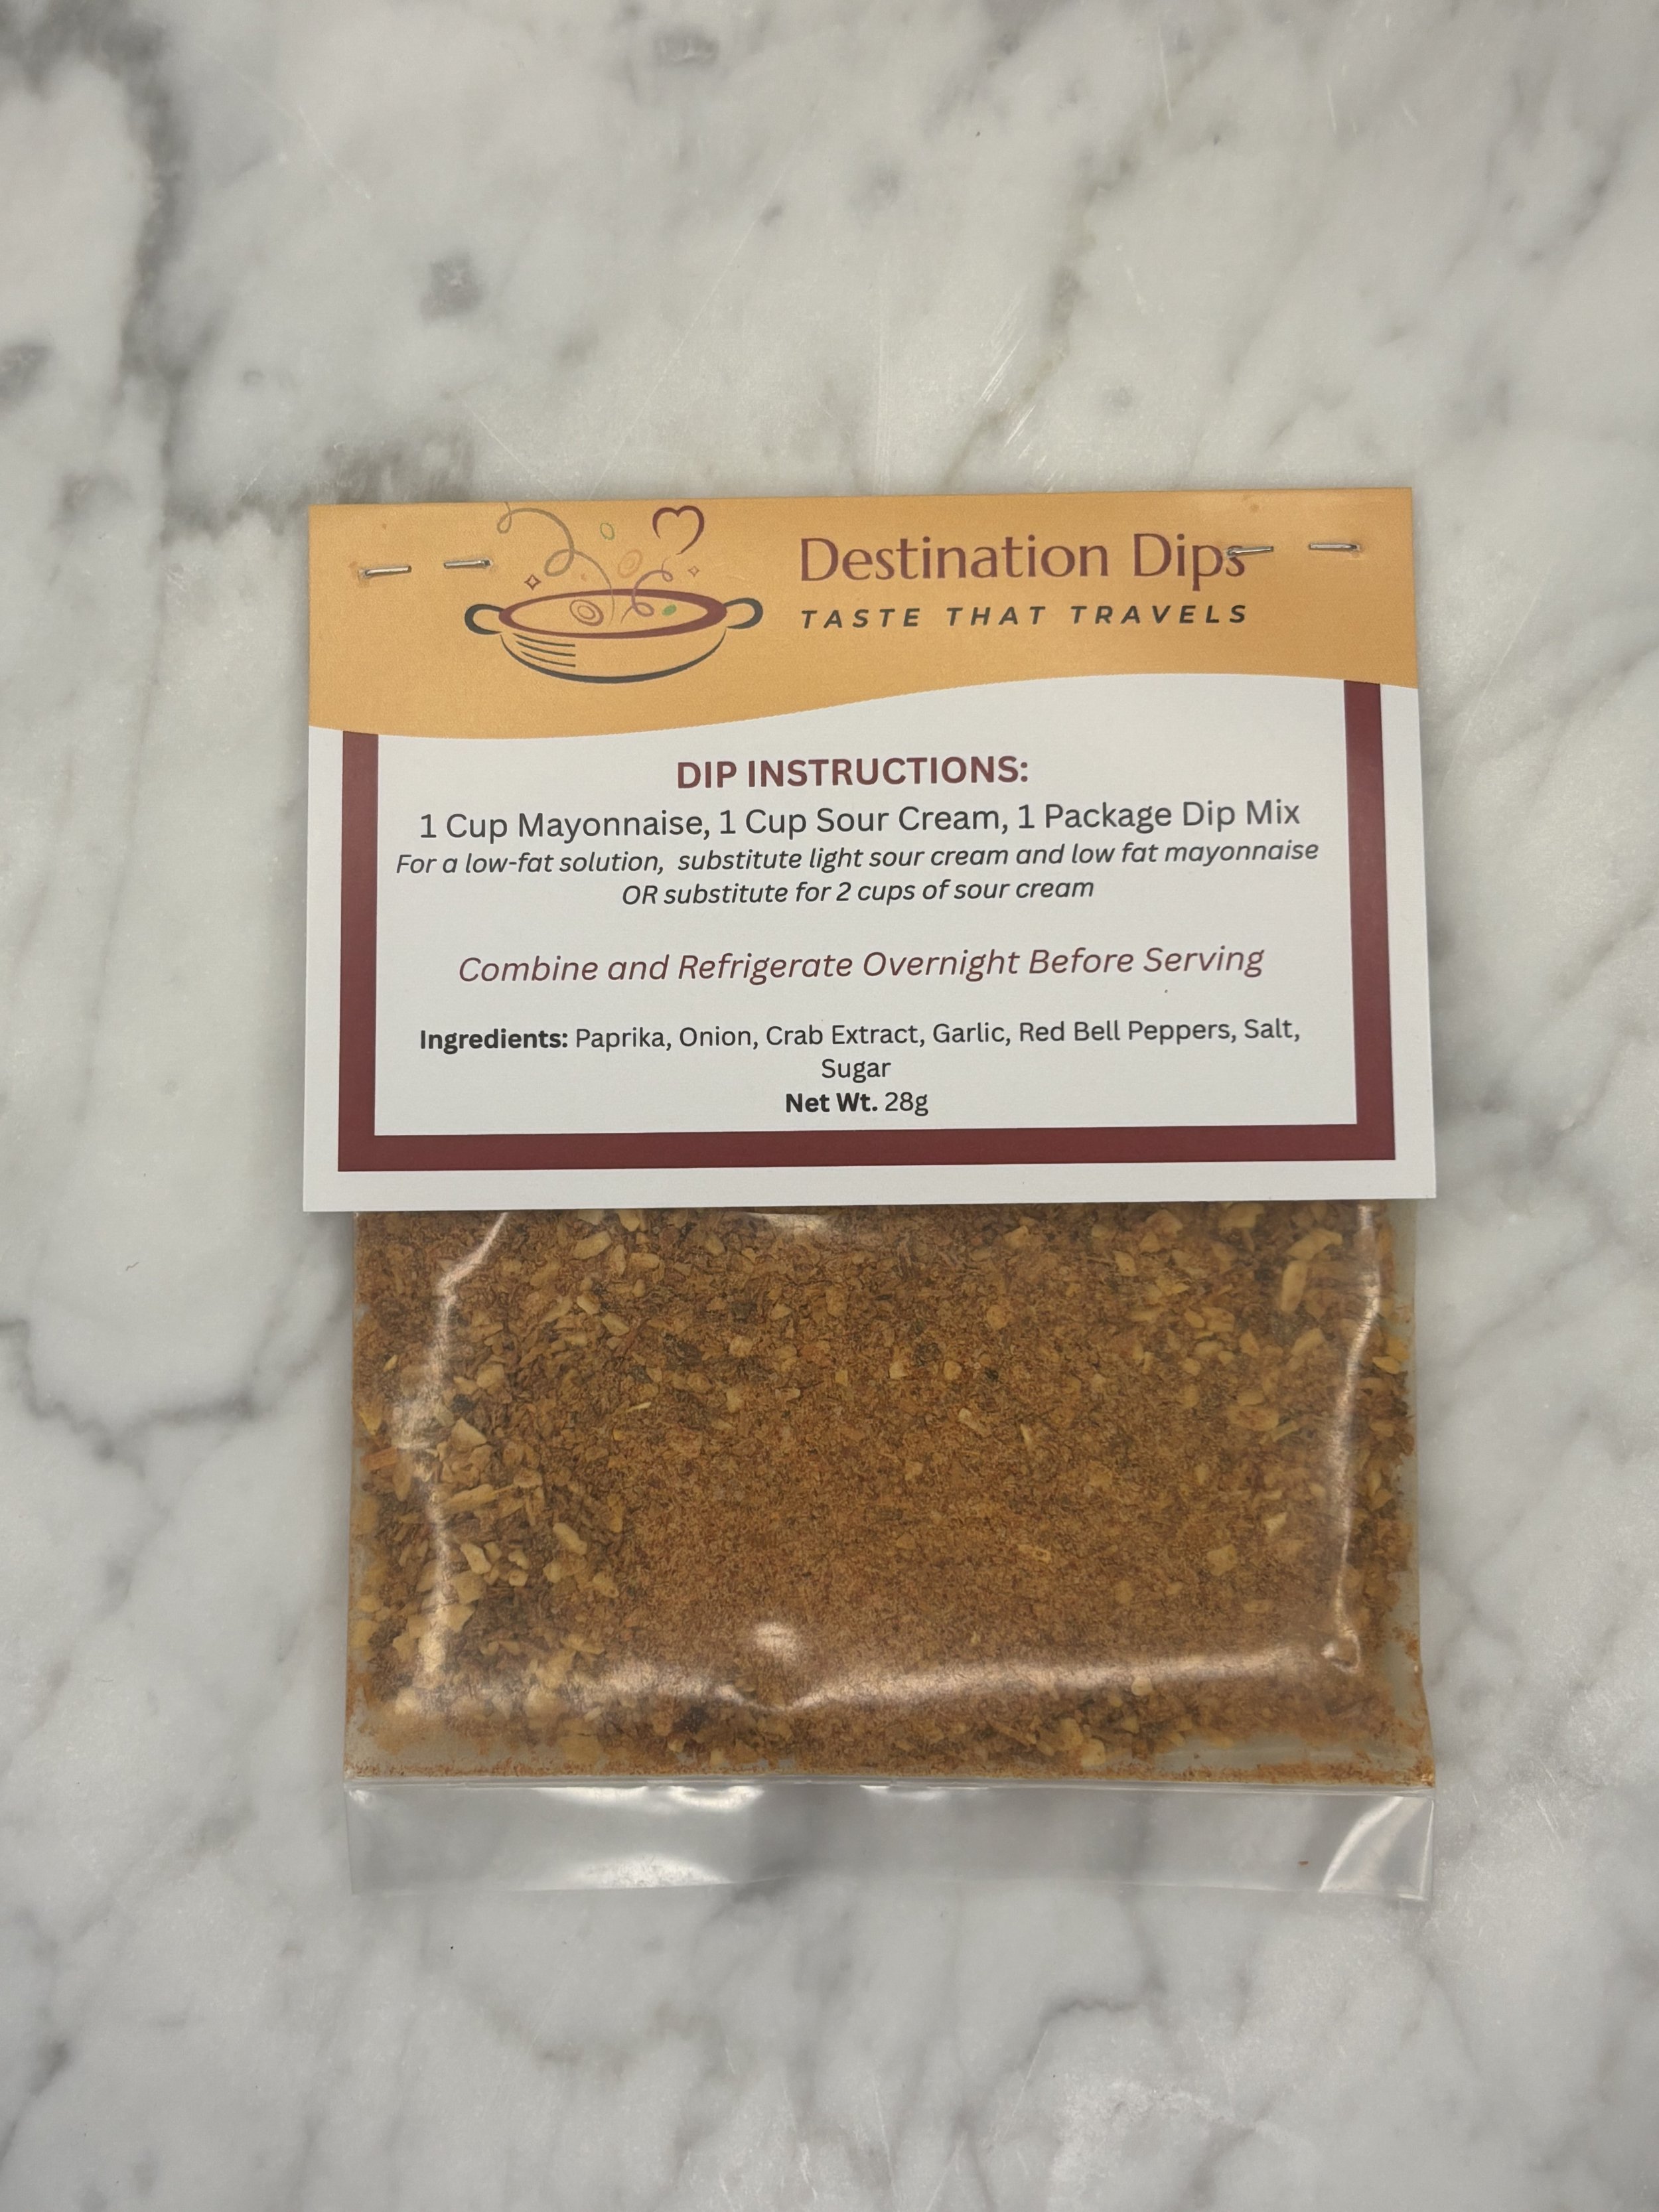 Destination Dips
TASTE THAT TRAVELS
DIP INSTRUCTIONS:
1 Cup Mayonnaise, 1 Cup Sour Cream, 1 Package Dip Mix
For a low-fat solution, substitute light sour cream and low fat mayonnaise
OR substitute for 2 cups of sour cream
Combine and Refrigerate Overnight Before Serving
Ingredients: Paprika, Onion, Crab Extract, Garlic, Red Bell Peppers, Salt,
Sugar
Net Wt. 28g